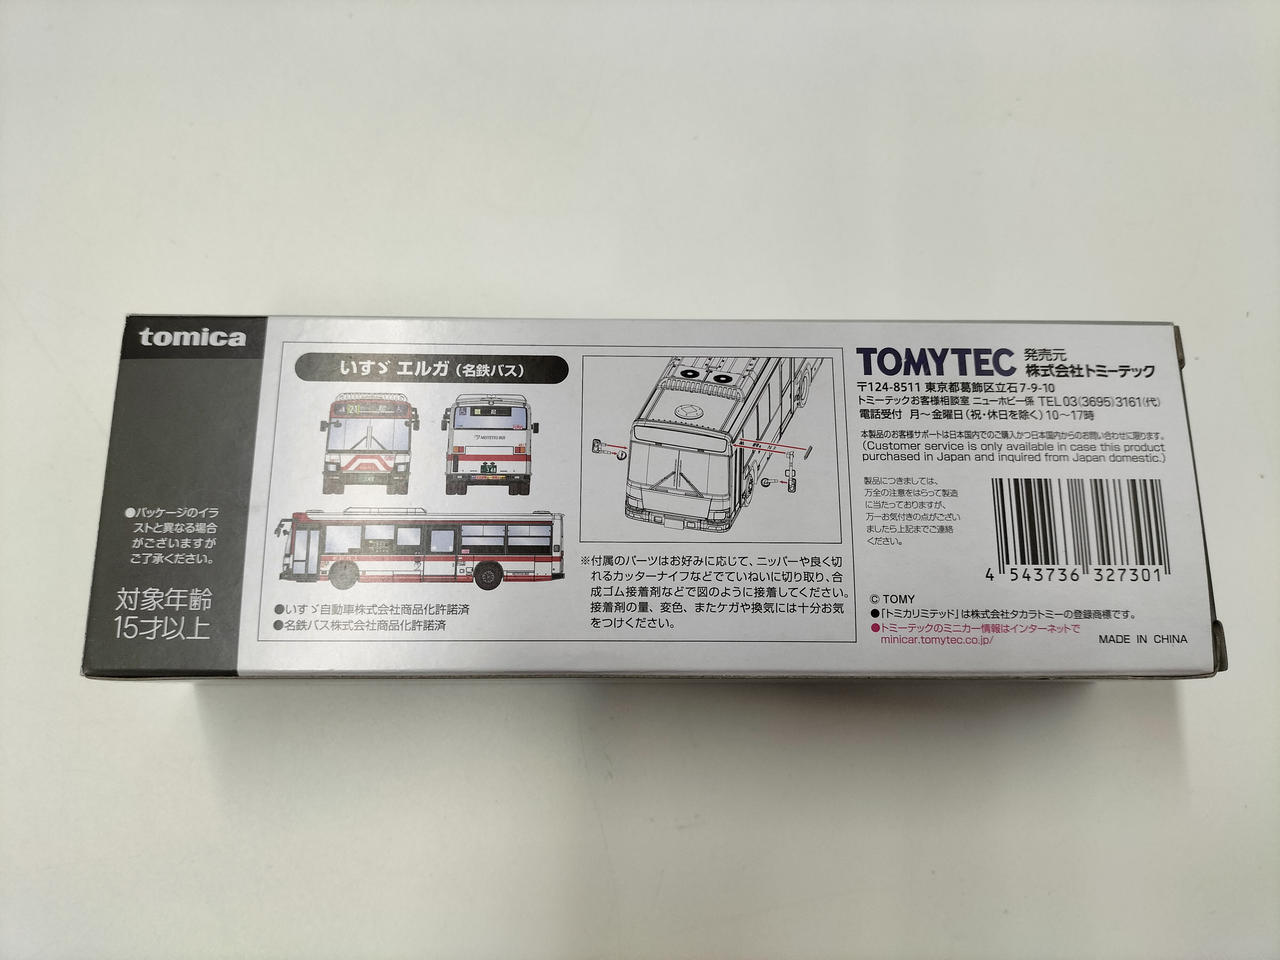 tomica
●パッケージのイラ
ストと異なる場合
がございますが
ご了承ください。
対象年齢
15才以上
いすゞ エルガ (名鉄バス)
MEITETSU BUS
●いすゞ自動車株式会社商品化許諾済
●名鉄バス株式会社商品化許諾済
※付属のパーツはお好みに応じて、ニッパーや良く切
れるカッターナイフなどでていねいに切り取り、合
成ゴム接着剤などで図のように接着してください。
接着剤の量、変色、またケガや換気には十分お気
をつけください。
TOMYTEC 発売元
株式会社トミーテック
〒124-8511 東京都葛飾区立石7-9-10
トミーテックお客様相談室 ニューホビー係 TEL 03(3695)3161(代)
電話受付 月〜金曜日(祝・休日を除く)10〜17時
本製品のお客様サポートは日本国内でのご購入かつ日本国内からのお問い合わせに限ります。
(Customer service is only available in case this product
purchased in Japan and inquired from Japan domestic.)
製品につきましては、
万全の注意をはらって製造
に当たっておりますが、
万一お気付きの点がござい
ましたら上記までご連絡
ください。
4 543736 327301
© TOMY
●「トミカリミテッド」は株式会社タカラトミーの登録商標です。
●トミーテックのミニカー情報はインターネットで
minicar.tomytec.co.jp/
MADE IN CHINA